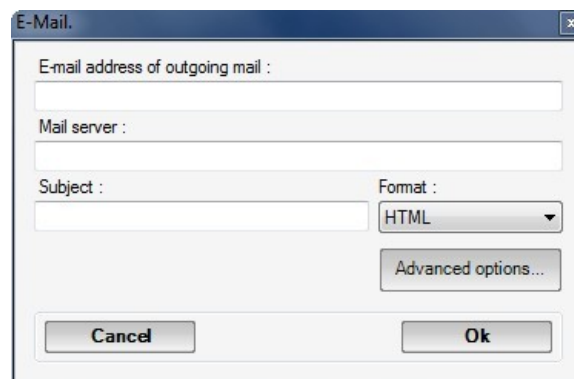 E-Mail.
E-mail address of outgoing mail :
Mail server :
Subject :
Format :
HTML
Advanced options...
Cancel
Ok